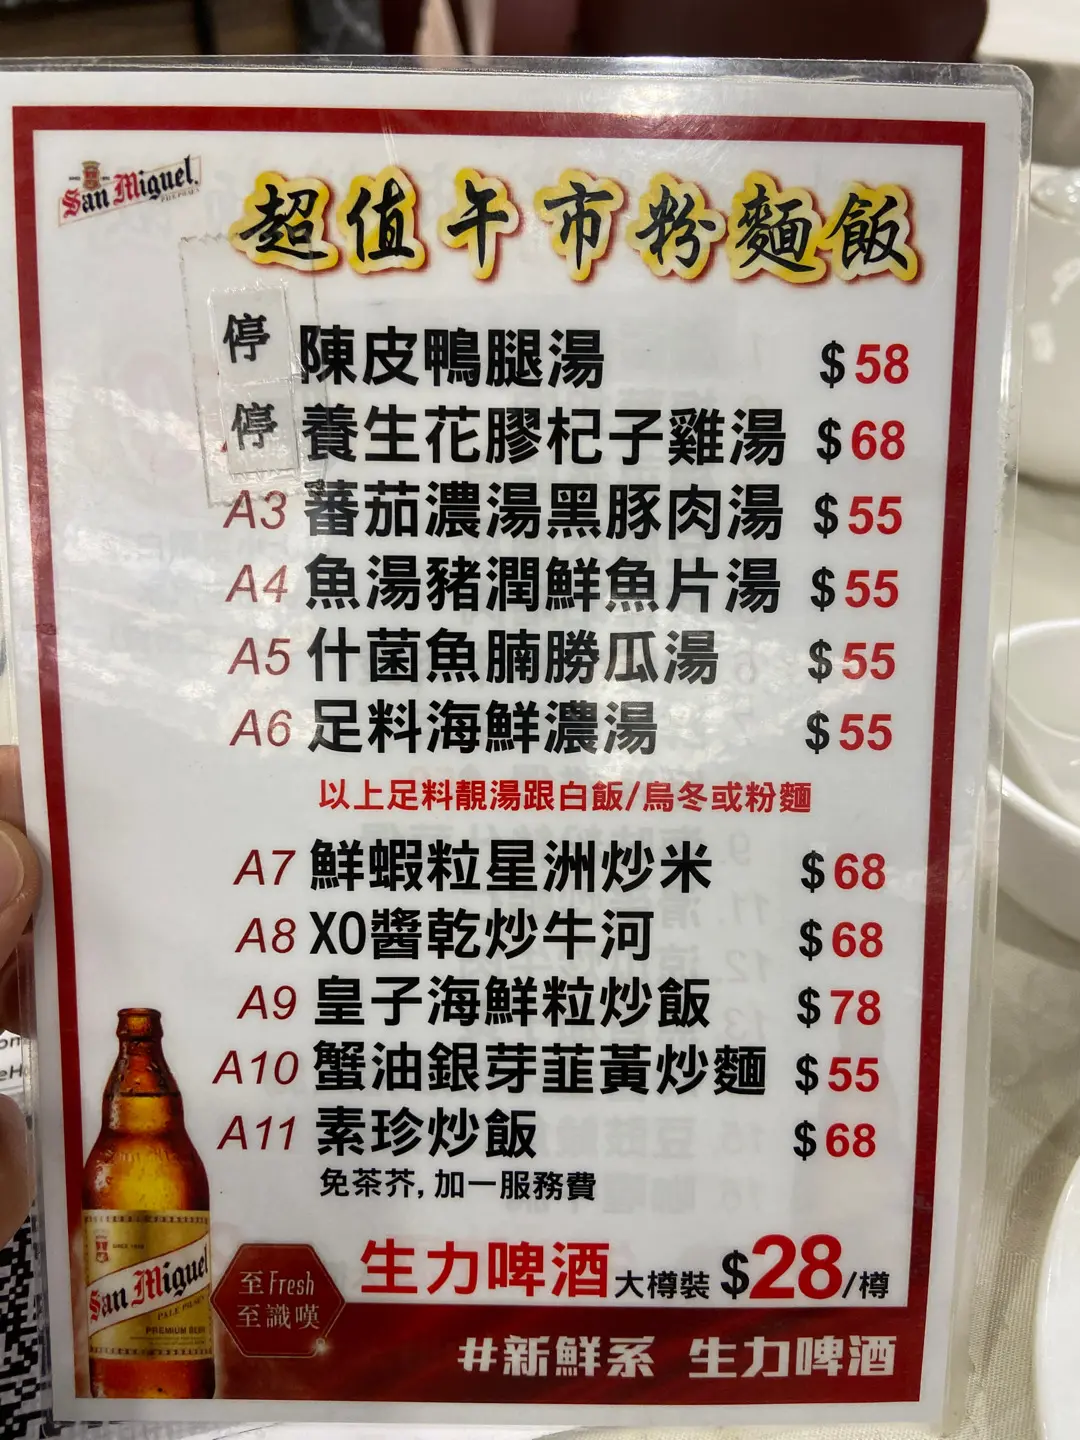 San Miguel
超值午市粉麵飯
停 陳皮鴨腿湯 $58
停 養生花膠杞子雞湯 $68
A3 蕃茄濃湯黑豚肉湯 $55
A4 魚湯豬潤鮮魚片湯 $55
A5 什菌魚腩勝瓜湯 $55
A6 足料海鮮濃湯 $55
以上足料靚湯跟白飯/烏冬或粉麵
A7 鮮蝦粒星洲炒米 $68
A8 XO醬乾炒牛河 $68
A9 皇子海鮮粒炒飯 $78
A10 蟹油銀芽韮黃炒麵 $55
A11 素珍炒飯 $68
免茶芥,加一服務費
生力啤酒大樽裝 $28/樽
至Fresh
至識嘆
#新鮮系 生力啤酒
San Miguel
PALE PILSEN
PREMIUM BEER